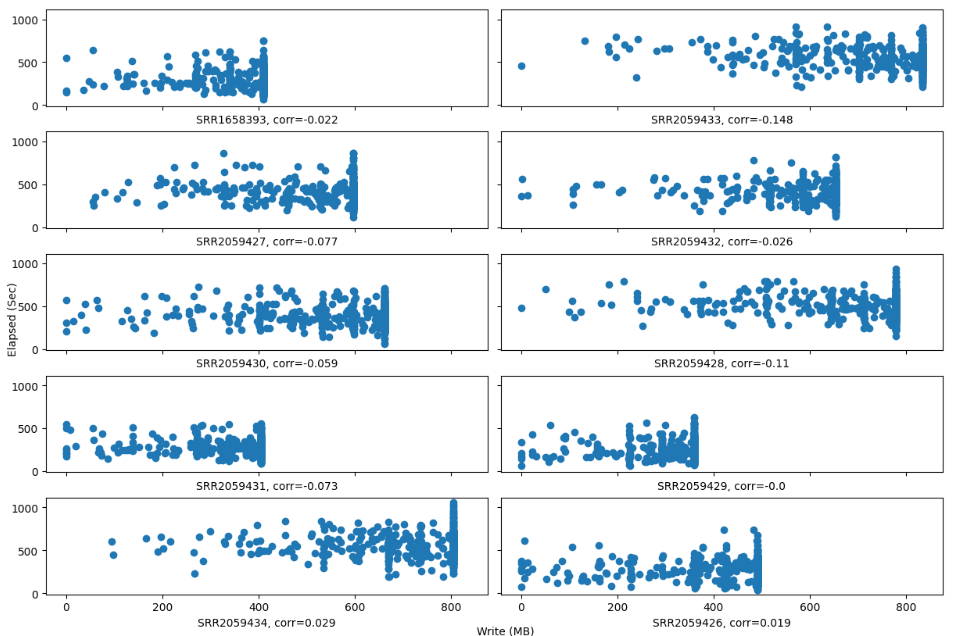 1000
500
0
SRR1658393, corr=-0.022
SRR2059433, corr=-0.148
1000
500
0
SRR2059427, corr=-0.077
SRR2059432, corr=-0.026
Elapsed (Sec)
1000
500
0
SRR2059430, corr=-0.059
SRR2059428, corr=-0.11
1000
500
0
SRR2059431, corr=-0.073
SRR2059429, corr=-0.0
1000
500
0
0 200 400 600 800
0 200 400 600 800
SRR2059434, corr=0.029
SRR2059426, corr=0.019
Write (MB)